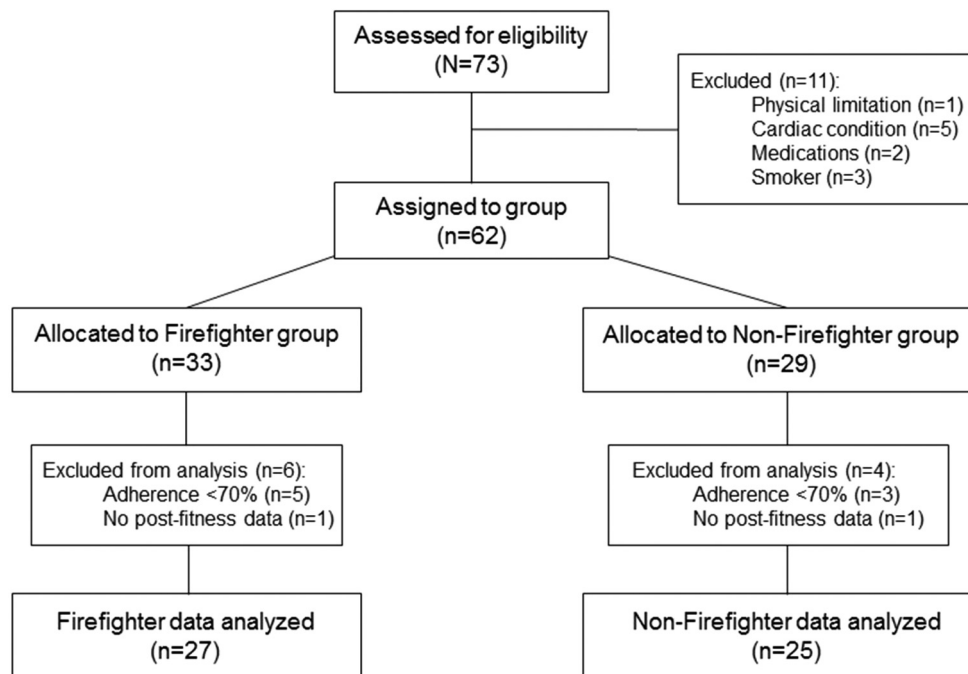 Assessed for eligibility
(N=73)
Excluded (n=11):
Physical limitation (n=1)
Cardiac condition (n=5)
Medications (n=2)
Smoker (n=3)
Assigned to group
(n=62)
Allocated to Firefighter group
(n=33)
Allocated to Non-Firefighter group
(n=29)
Excluded from analysis (n=6):
Adherence <70% (n=5)
No post-fitness data (n=1)
Excluded from analysis (n=4):
Adherence <70% (n=3)
No post-fitness data (n=1)
Firefighter data analyzed
(n=27)
Non-Firefighter data analyzed
(n=25)